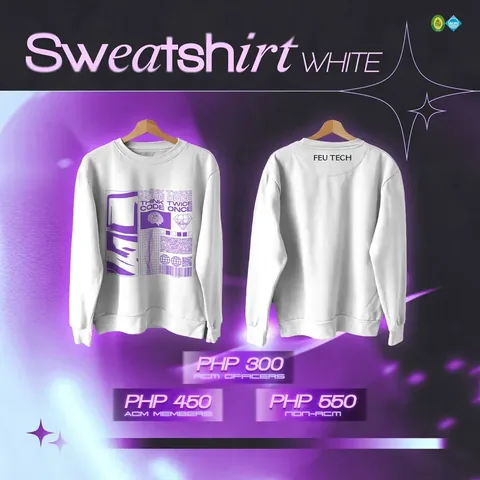 Sweatshirt WHITE
THINK TWICE
CODE ONCE
FEU TECH
PHP 300
ACM OFFICERS
PHP 450
ACM MEMBERS
PHP 550
NON-ACM